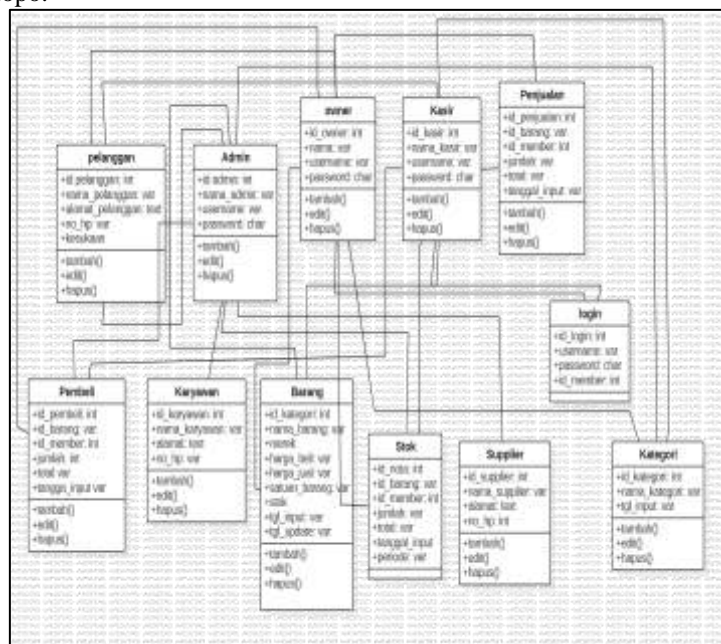 owner
+id_owner: int
+nama: var
+username: var
+password: char
+tambah()
+edit()
+hapus()
Kasir
+id_kasir: int
+nama_kasir: var
+username: var
+password: char
+tambah()
+edit()
+hapus()
Penjualan
+id_penjualan: int
+id_barang: var
+id_member: int
+jumlah: var
+total: var
+tanggal_input: var
+tambah()
+edit()
+hapus()
pelanggan
+id.pelanggan: int
+nama_pelanggan: var
+alamat_pelanggan: text
+no_hp: var
+tambah()
+edit()
+hapus()
Admin
+id.admin: int
+nama_admin: var
+username: var
+password: char
+tambah()
+edit()
+hapus()
login
+id_login: int
+username: var
+password: char
+id_member: int
Pembeli
+id_pembeli: int
+id_barang: var
+id_member: int
+jumlah: int
+total: var
+tambah()
+edit()
+hapus()
Karyawan
+id_karyawan: int
+nama_karyawan: var
+alamat: text
+no_hp: var
+tambah()
+edit()
+hapus()
Barang
+id_kategori: int
+nama_barang: var
+merek
+harga_beli: var
+harga_jual: var
+satuan_barang: var
+stok
+tgl_input: var
+tgl_update: var
+tambah()
+edit()
+hapus()
Stok
+id_nota: int
+id_barang: var
+id_member: int
+jumlah: var
+total: var
+tanggal_input
+periode: var
Supplier
+id_supplier: int
+nama_supplier: var
+alamat: text
+no_hp: int
+tambah()
+edit()
+hapus()
Kategori
+id_kategori: int
+nama_kategori: var
+tgl_input: var
+tambah()
+edit()
+hapus()